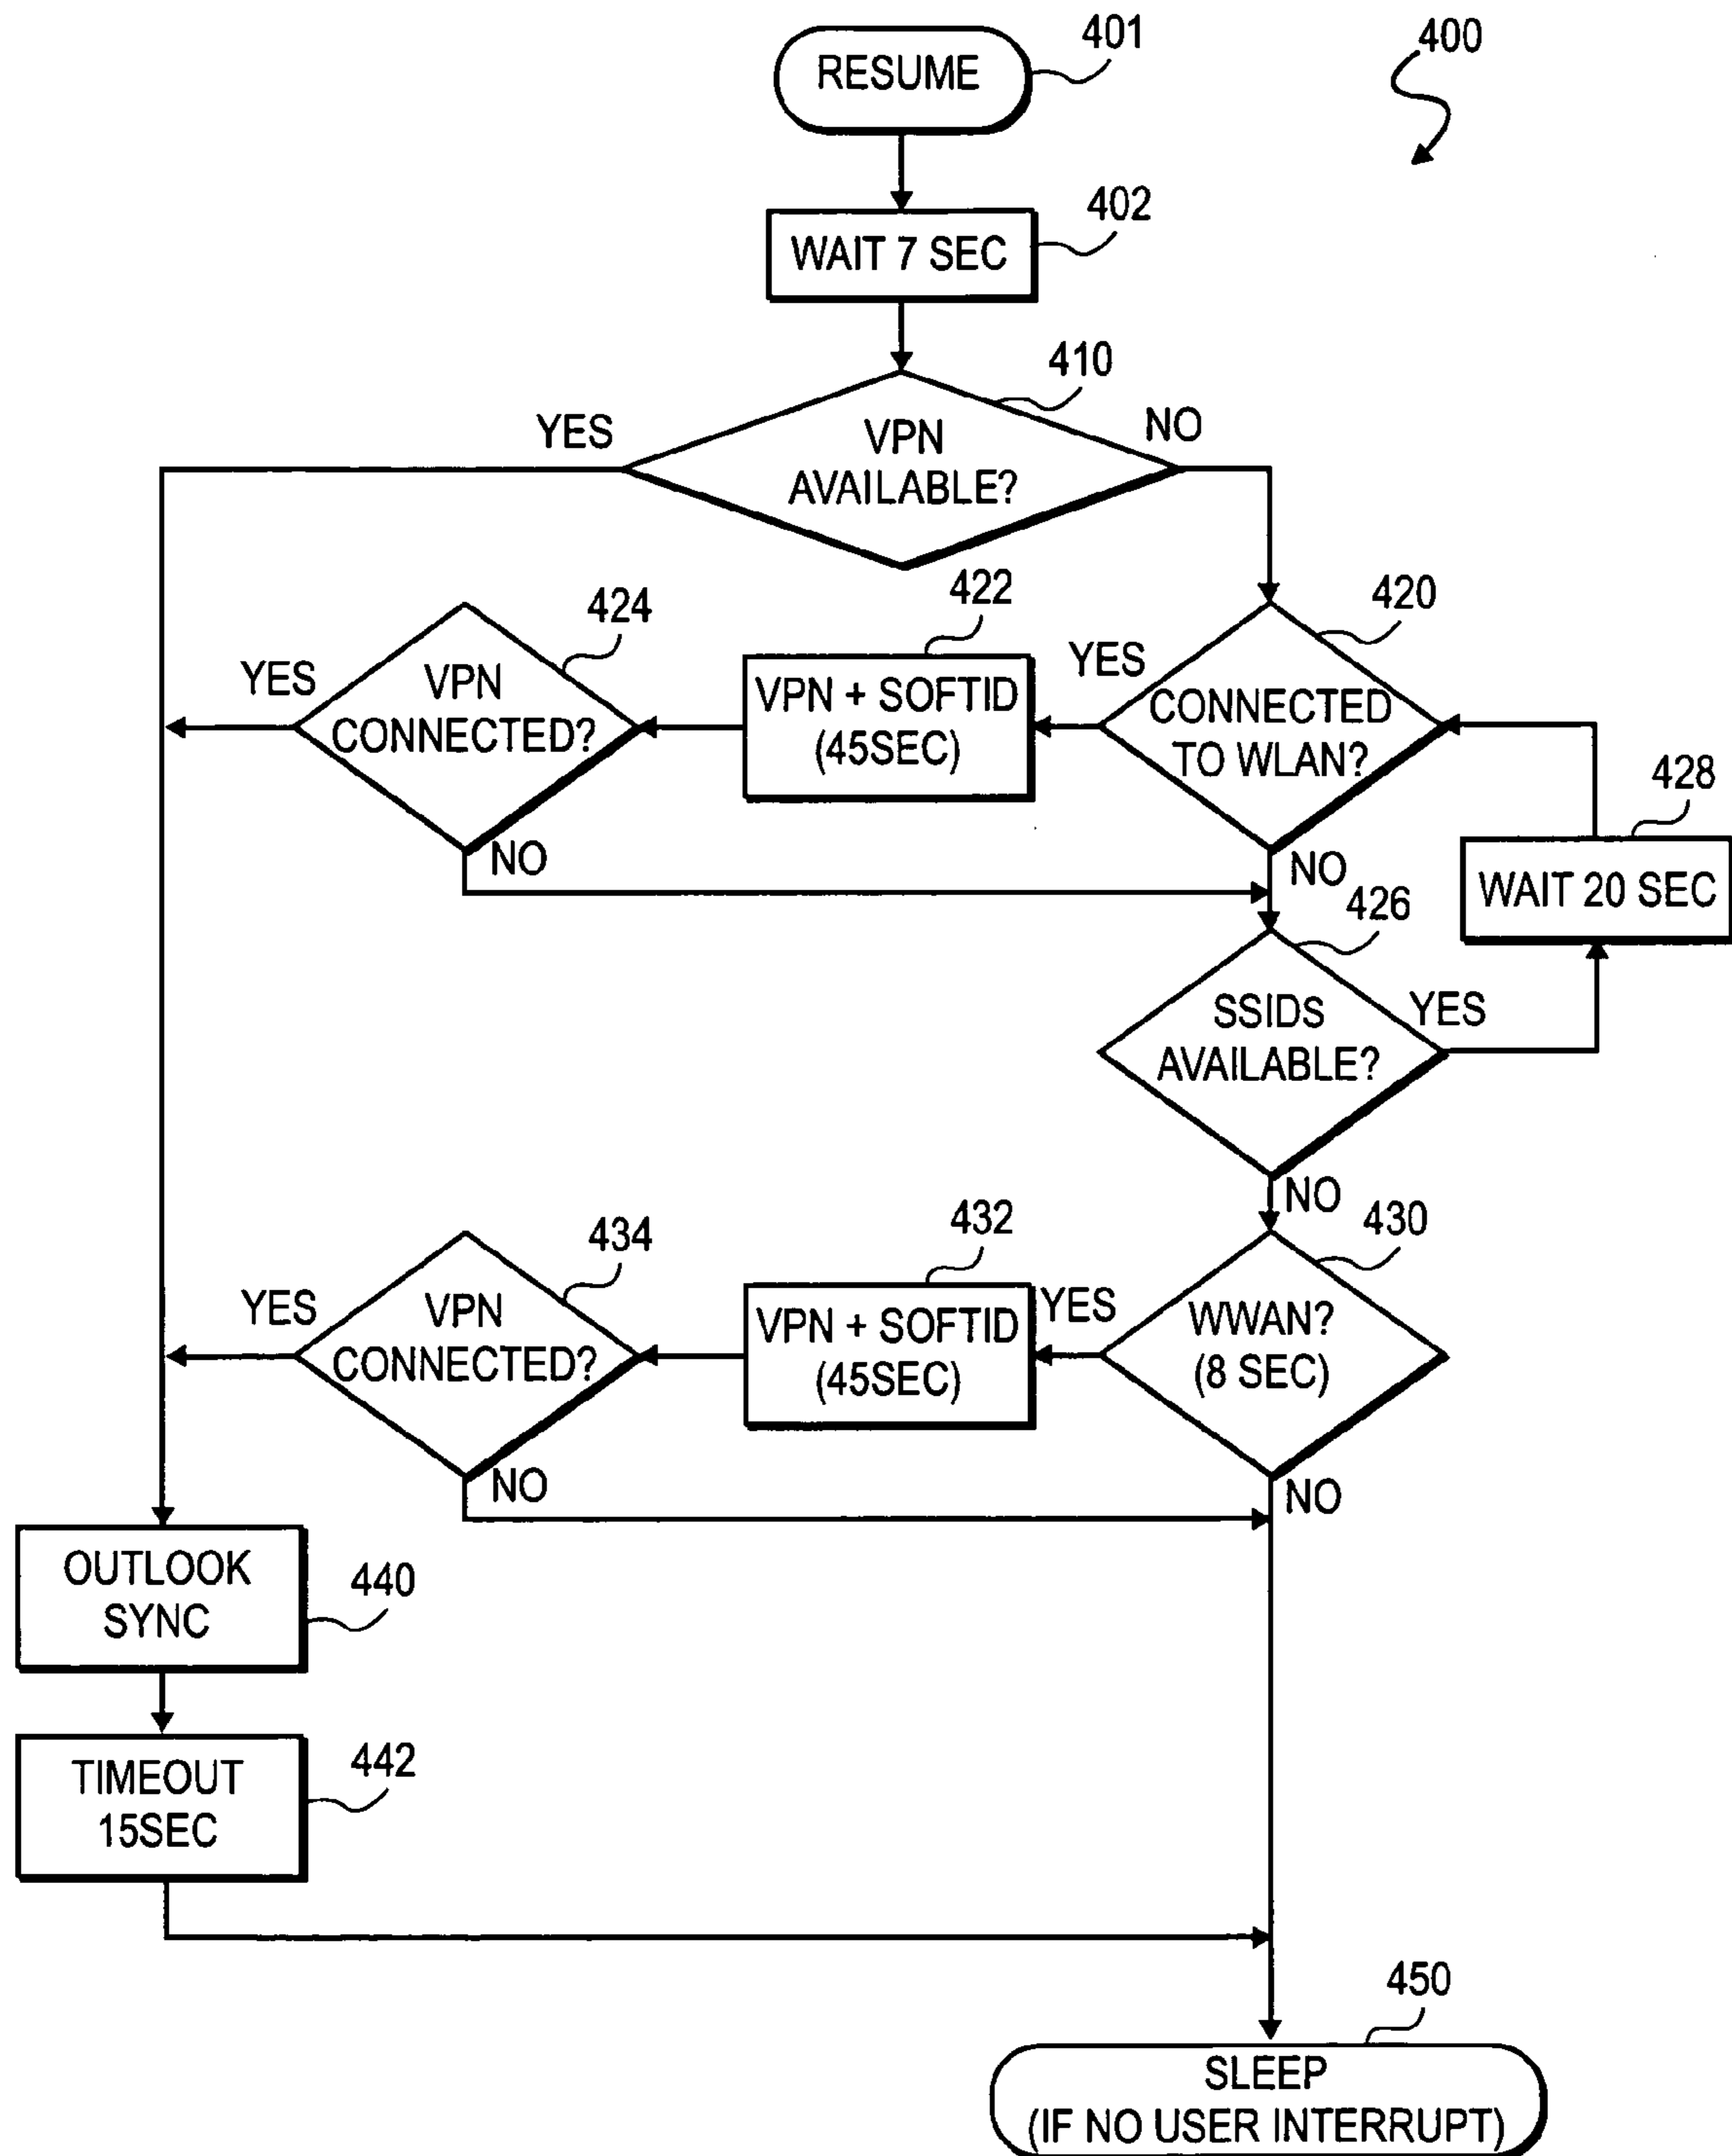 401
400
RESUME
402
WAIT 7 SEC
410
YES
NO
VPN
AVAILABLE?
424
422
420
YES
VPN
CONNECTED?
VPN + SOFTID
(45SEC)
YES
CONNECTED
TO WLAN?
428
NO
NO
WAIT 20 SEC
426
SSIDS
AVAILABLE?
YES
NO
434
432
430
YES
VPN
CONNECTED?
VPN + SOFTID
(45SEC)
YES
WWAN?
(8 SEC)
NO
NO
OUTLOOK
SYNC
440
TIMEOUT
15SEC
442
450
SLEEP
(IF NO USER INTERRUPT)